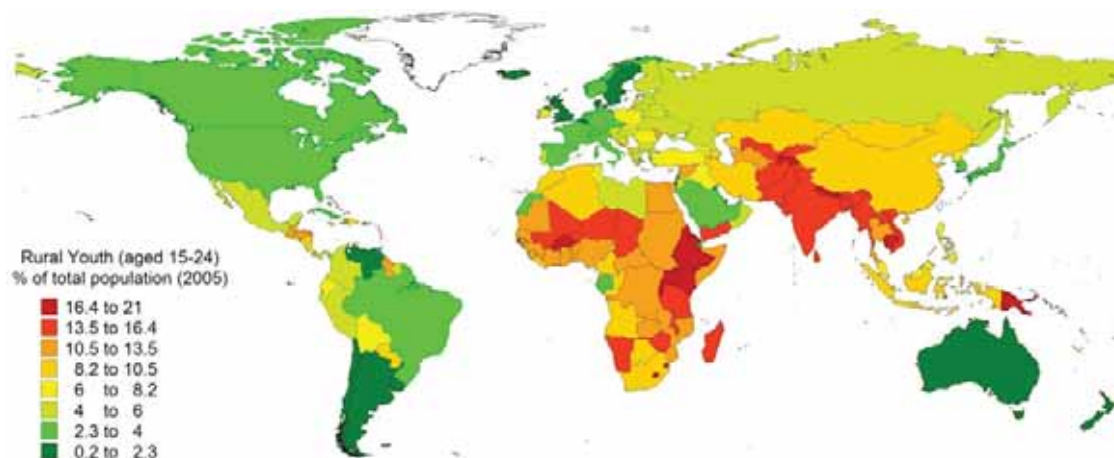 Rural Youth (aged 15-24)
% of total population (2005)
16.4 to 21
13.5 to 16.4
10.5 to 13.5
8.2 to 10.5
6 to 8.2
4 to 6
2.3 to 4
0.2 to 2.3